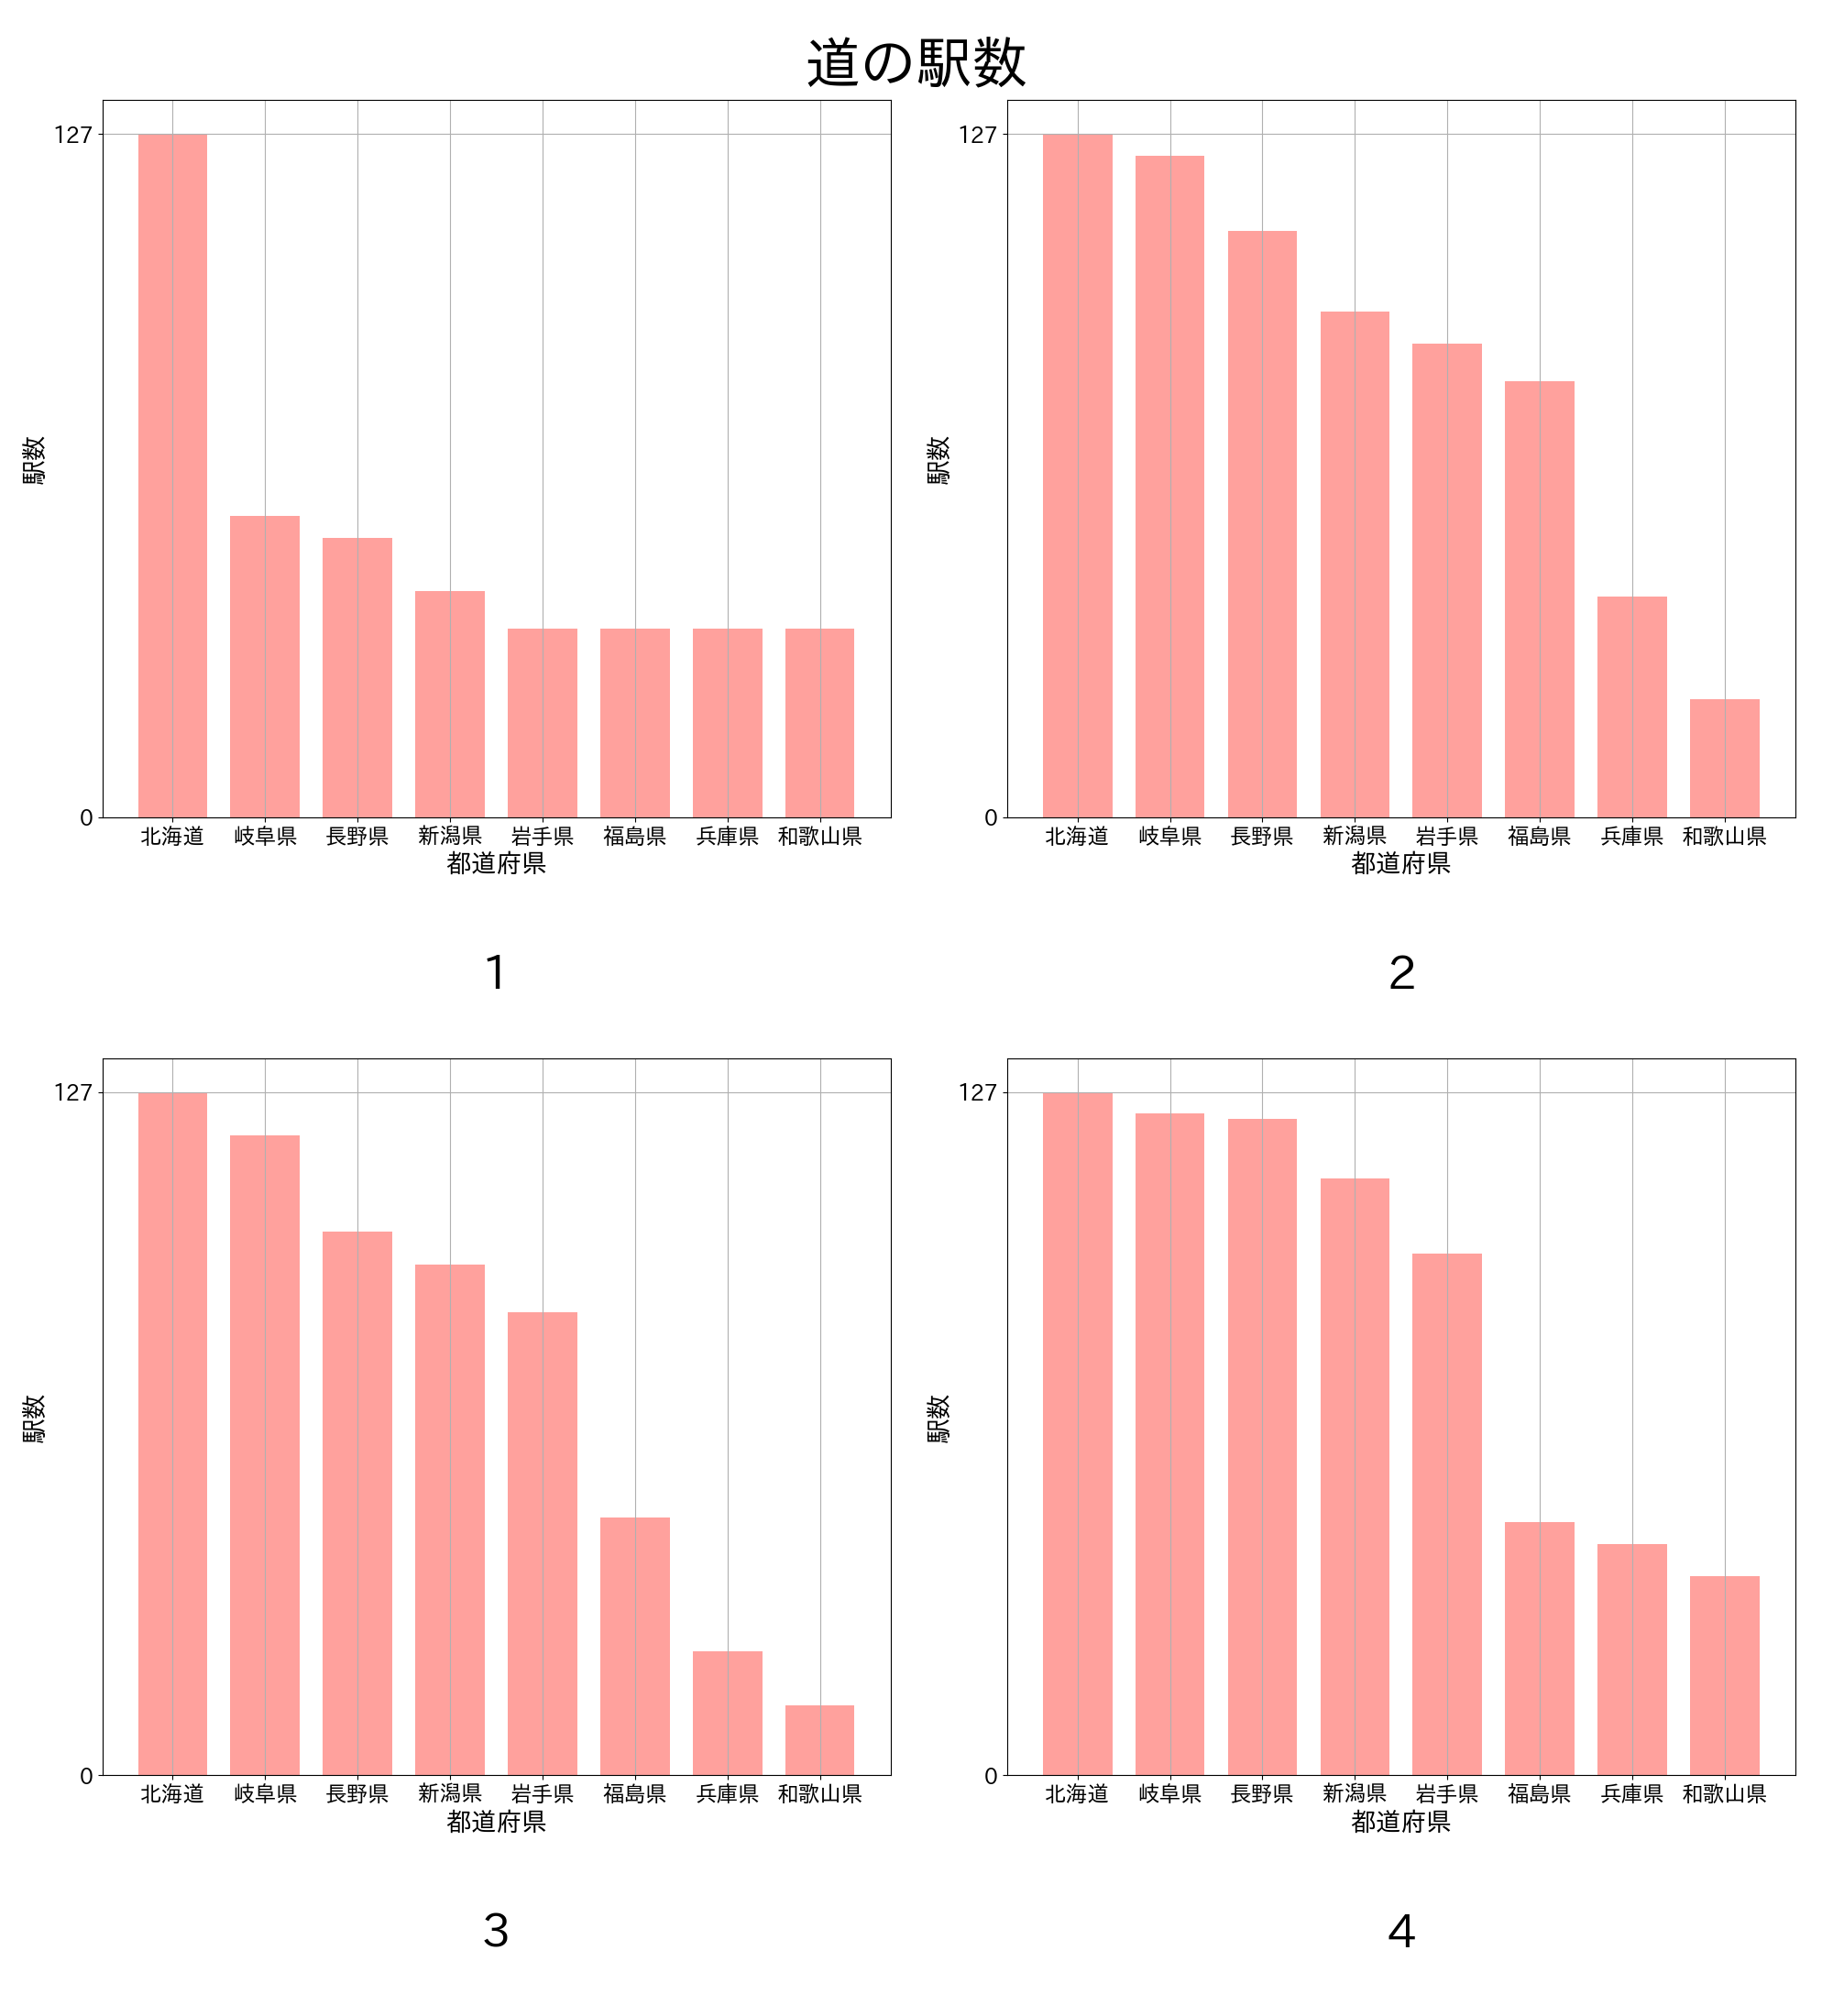 道の駅数
127
駅数
0
北海道 岐阜県 長野県 新潟県 岩手県 福島県 兵庫県 和歌山県
都道府県
1
127
駅数
0
北海道 岐阜県 長野県 新潟県 岩手県 福島県 兵庫県 和歌山県
都道府県
2
127
駅数
0
北海道 岐阜県 長野県 新潟県 岩手県 福島県 兵庫県 和歌山県
都道府県
3
127
駅数
0
北海道 岐阜県 長野県 新潟県 岩手県 福島県 兵庫県 和歌山県
都道府県
4